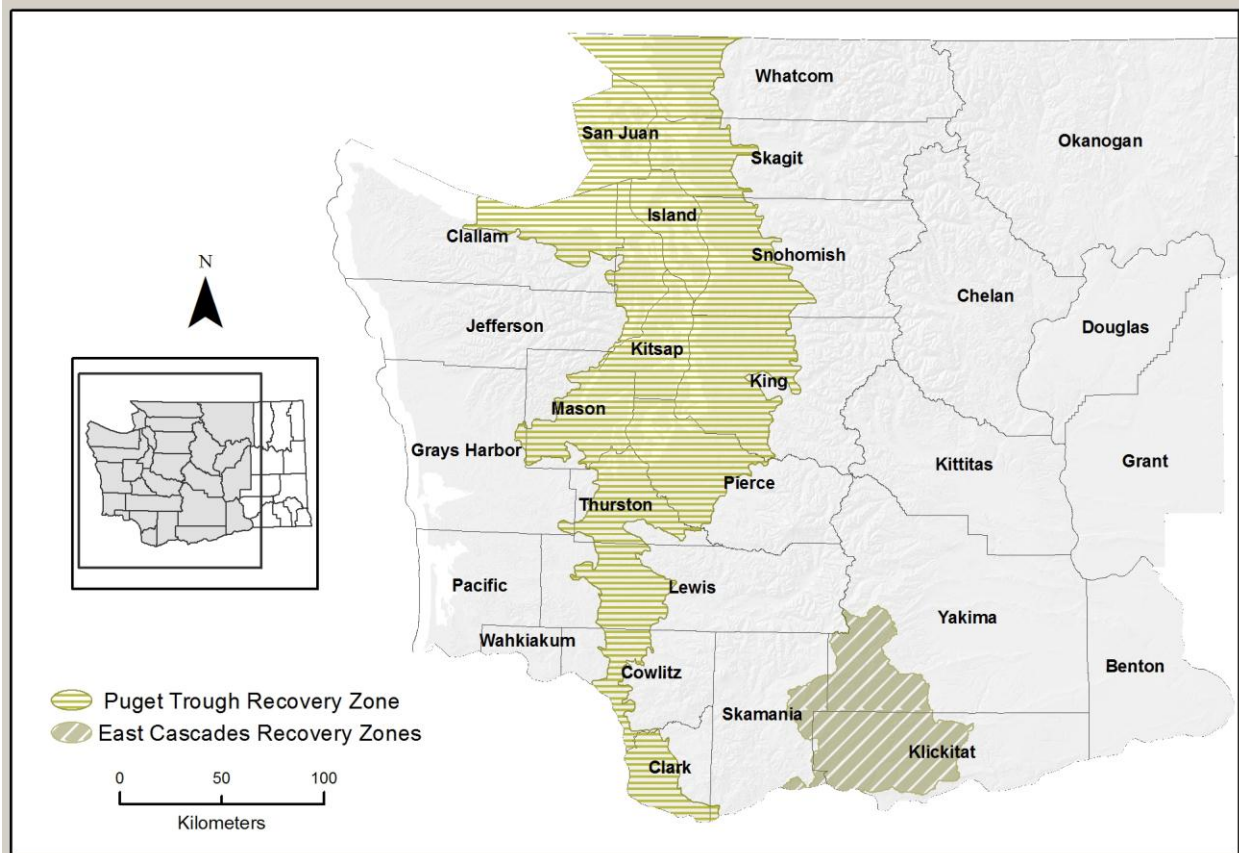 Whatcom
Okanogan
San Juan
Skagit
Island
Clallam
Snohomish
Chelan
Jefferson
Douglas
Kitsap
King
Mason
Grays Harbor
Kittitas
Grant
Pierce
Thurston
Pacific
Lewis
Yakima
Wahkiakum
Cowlitz
Benton
Skamania
Klickitat
Clark
N
Puget Trough Recovery Zone
East Cascades Recovery Zones
0 50 100
Kilometers